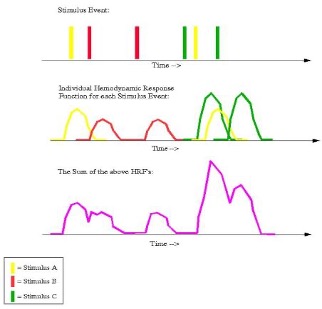 Stimulus Event:
Time -->
Individual Hemodynamic Response
Function for each Stimulus Event:
Time -->
The Sum of the above HRF's:
Time -->
= Stimulus A
= Stimulus B
= Stimulus C